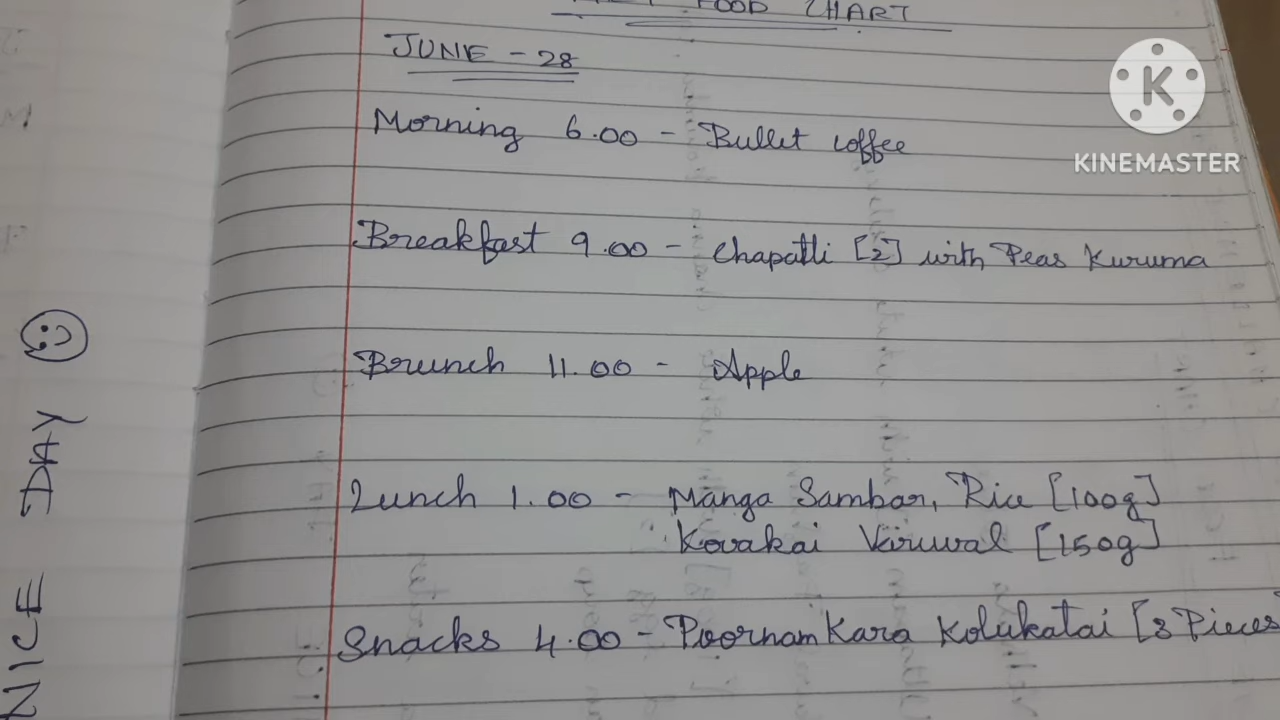 FOOD CHART
JUNE - 28
Morning 6.00 - Bullet coffee
Breakfast 9.00 - Chapatti [2] with Peas Kuruma
Brunch 11.00 - Apple
Lunch 1.00 - Manga Sambar, Rice [100g]
Kovakai Varuval [150g]
Snacks 4.00 - Poornam Kara Kolukatai [3 Pieces]
NICE DAY
K
KINEMASTER